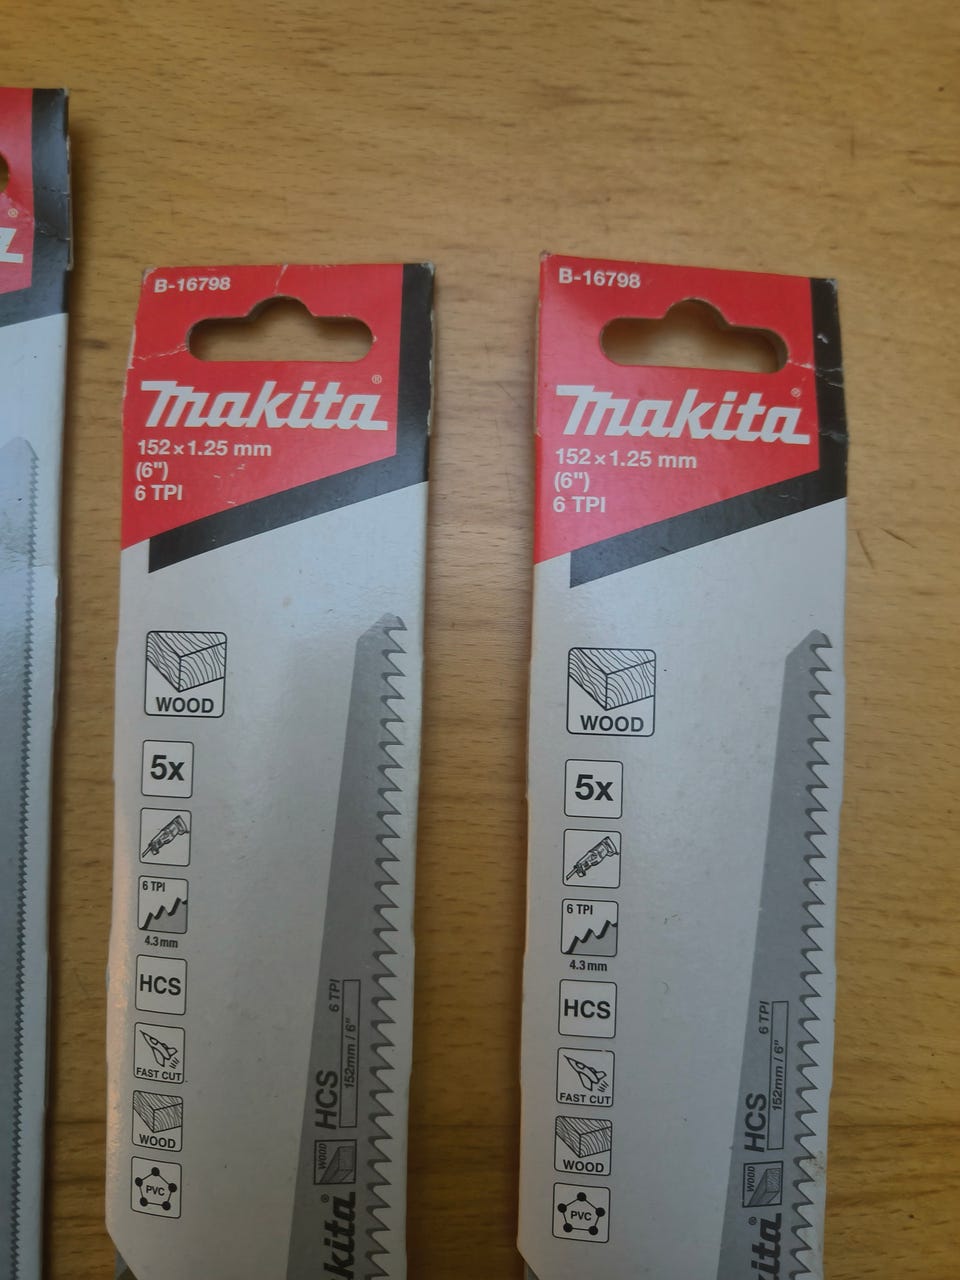 B-16798
makita®
152 × 1.25 mm
(6")
6 TPI
WOOD
5x
6 TPI
4.3 mm
HCS
FAST CUT
WOOD
PVC
6 TPI
152mm / 6"
HCS
WOOD
kita®
B-16798
makita®
152 × 1.25 mm
(6")
6 TPI
WOOD
5x
6 TPI
4.3 mm
HCS
FAST CUT
WOOD
PVC
6 TPI
152mm / 6"
HCS
WOOD
ita®